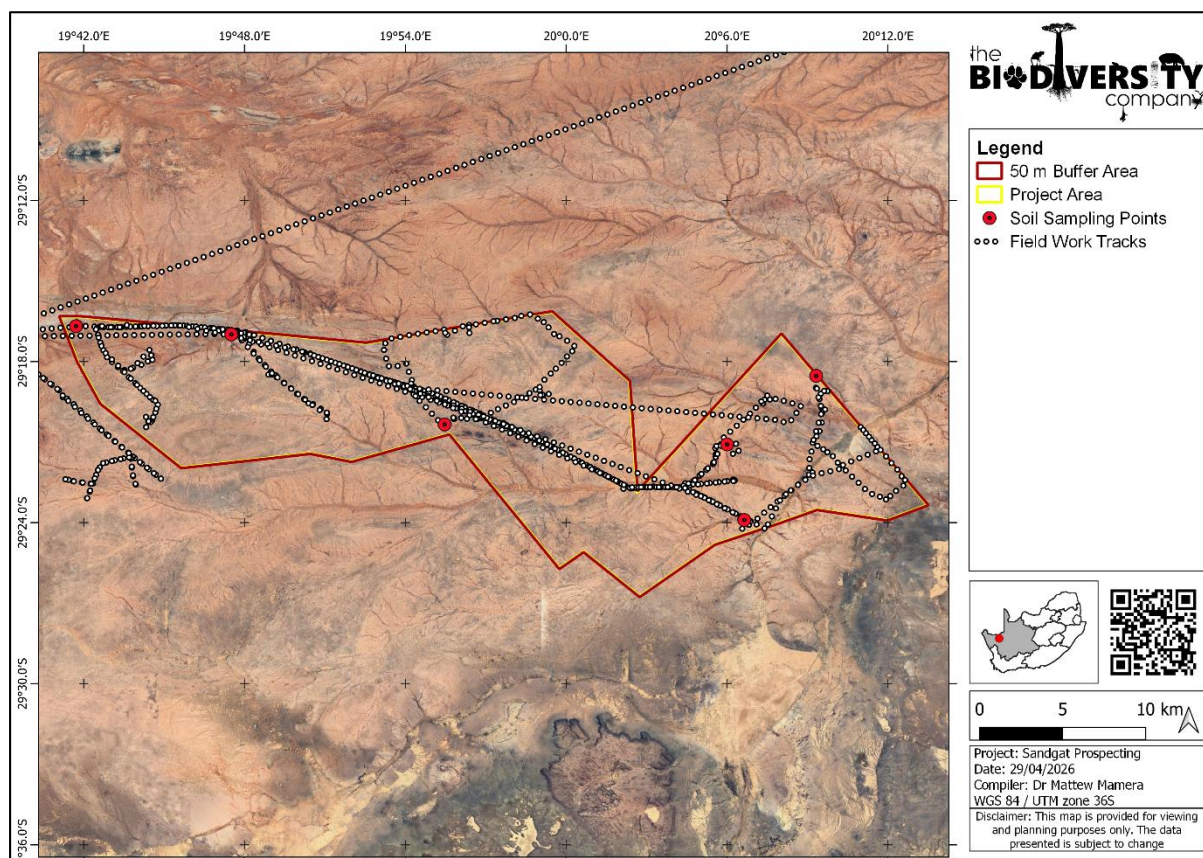 19°42.0'E 19°48.0'E 19°54.0'E 20°0.0'E 20°6.0'E 20°12.0'E
29°12.0'S
29°18.0'S
29°24.0'S
29°30.0'S
°36.0'S
the
BIODIVERSITY
company
Legend
50 m Buffer Area
Project Area
Soil Sampling Points
Field Work Tracks
0 5 10 km
Project: Sandgat Prospecting
Date: 29/04/2026
Compiler: Dr Mattew Mamera
WGS 84 / UTM zone 36S
Disclaimer: This map is provided for viewing
and planning purposes only. The data
presented is subject to change